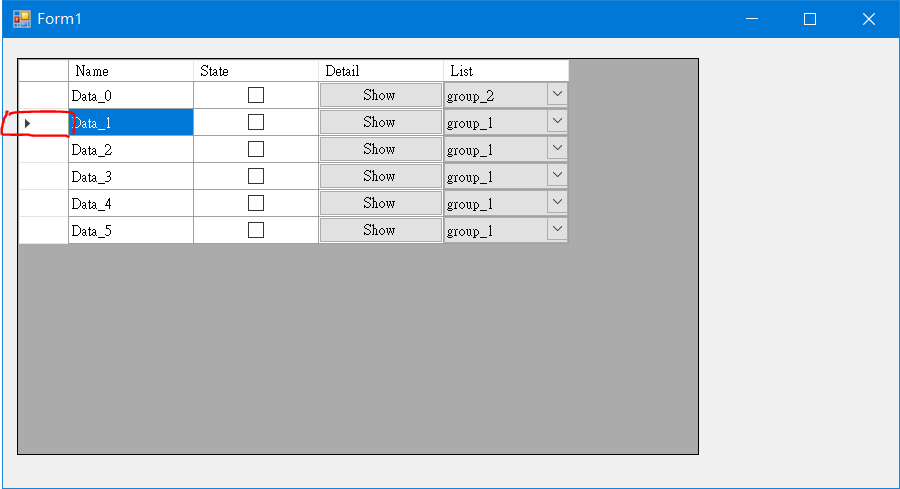 Form1
Name State Detail List
Data_0 Show group_2
Data_1 Show group_1
Data_2 Show group_1
Data_3 Show group_1
Data_4 Show group_1
Data_5 Show group_1